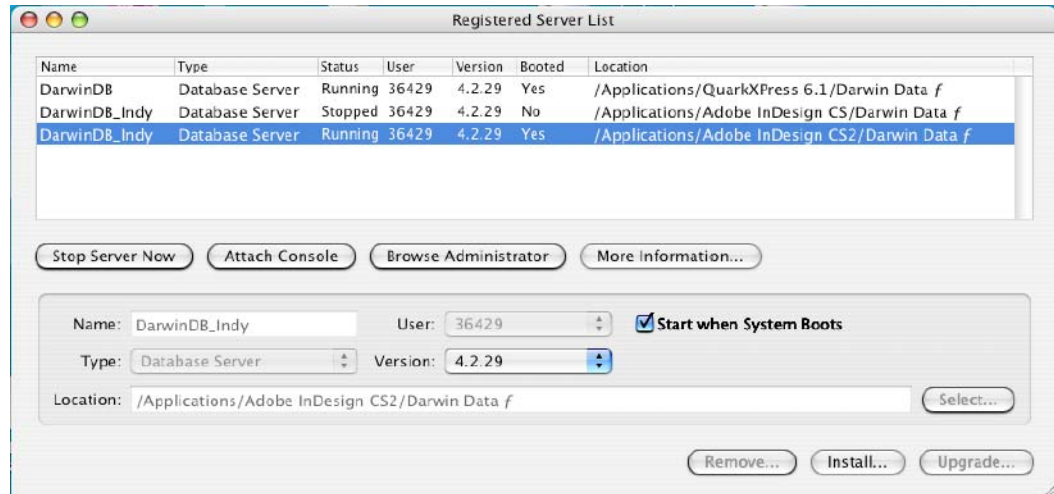 Registered Server List
Name Type Status User Version Booted Location
DarwinDB Database Server Running 36429 4.2.29 Yes /Applications/QuarkXPress 6.1/Darwin Data ƒ
DarwinDB_Indy Database Server Stopped 36429 4.2.29 No /Applications/Adobe InDesign CS/Darwin Data ƒ
DarwinDB_Indy Database Server Running 36429 4.2.29 Yes /Applications/Adobe InDesign CS2/Darwin Data ƒ
Stop Server Now Attach Console Browse Administrator More Information...
Name: DarwinDB_Indy User: 36429 Start when System Boots
Type: Database Server Version: 4.2.29
Location: /Applications/Adobe InDesign CS2/Darwin Data ƒ Select...
Remove... Install... Upgrade...